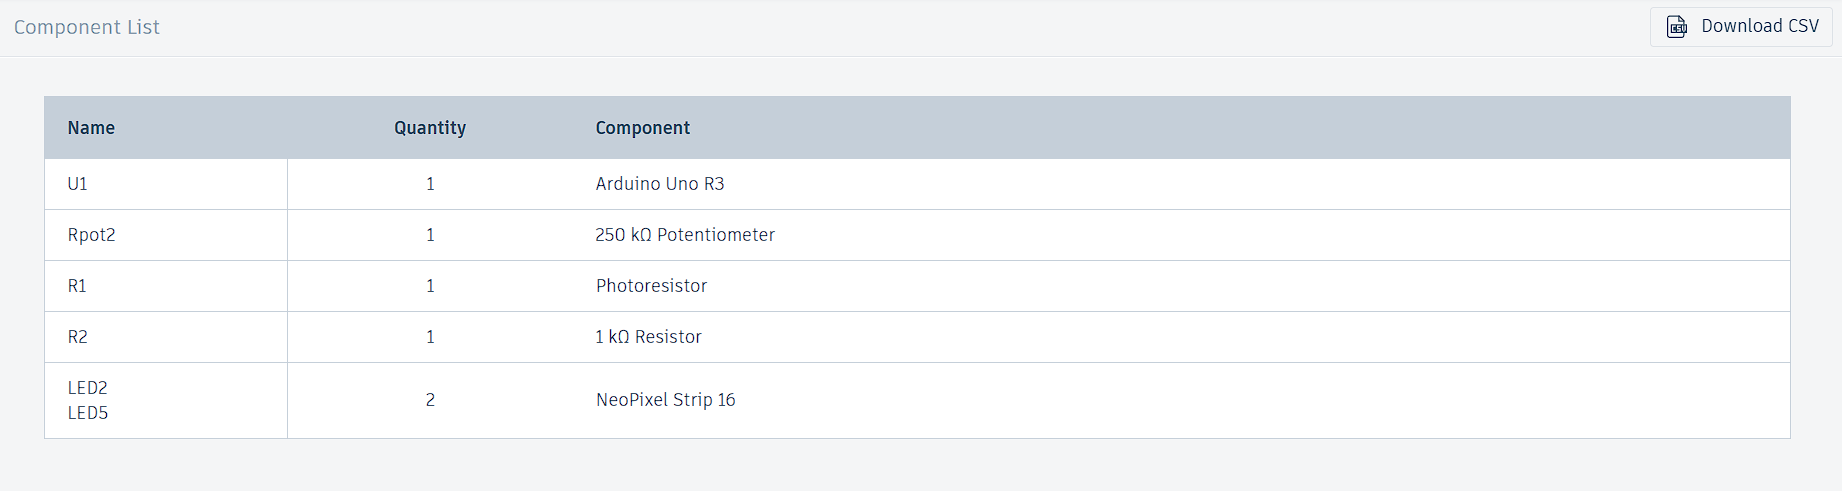 Component List
Download CSV
Name Quantity Component
U1 1 Arduino Uno R3
Rpot2 1 250 kΩ Potentiometer
R1 1 Photoresistor
R2 1 1 kΩ Resistor
LED2
LED5 2 NeoPixel Strip 16